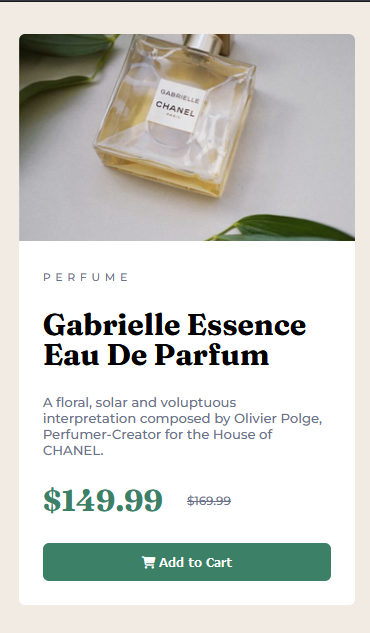 GABRIELLE
CHANEL
PARIS
PERFUME
Gabrielle Essence
Eau De Parfum
A floral, solar and voluptuous
interpretation composed by Olivier Polge,
Perfumer-Creator for the House of
CHANEL.
$149.99 $169.99
Add to Cart